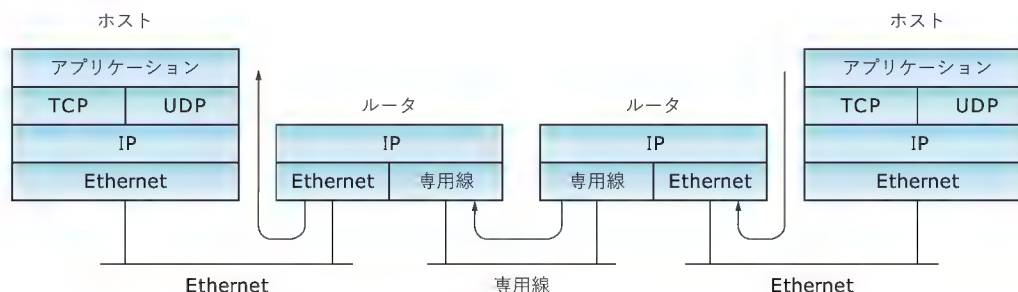 ホスト
ホスト
アプリケーション
アプリケーション
TCP
UDP
ルータ
ルータ
TCP
UDP
IP
IP
IP
IP
Ethernet
Ethernet
専用線
専用線
Ethernet
Ethernet
Ethernet
専用線
Ethernet